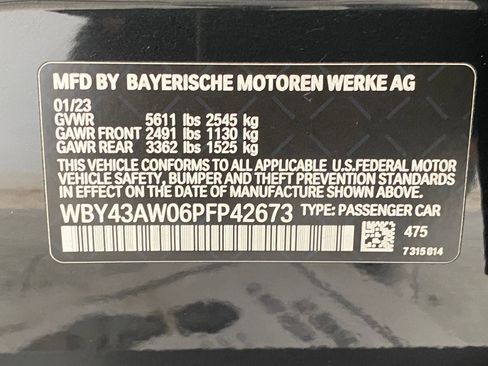 MFD BY BAYERISCHE MOTOREN WERKE AG
01/23
GVWR 5611 lbs 2545 kg
GAWR FRONT 2491 lbs 1130 kg
GAWR REAR 3362 lbs 1525 kg
THIS VEHICLE CONFORMS TO ALL APPLICABLE U.S.FEDERAL MOTOR
VEHICLE SAFETY, BUMPER AND THEFT PREVENTION STANDARDS
IN EFFECT ON THE DATE OF MANUFACTURE SHOWN ABOVE.
WBY43AW06PFP42673 TYPE: PASSENGER CAR
475
7315814